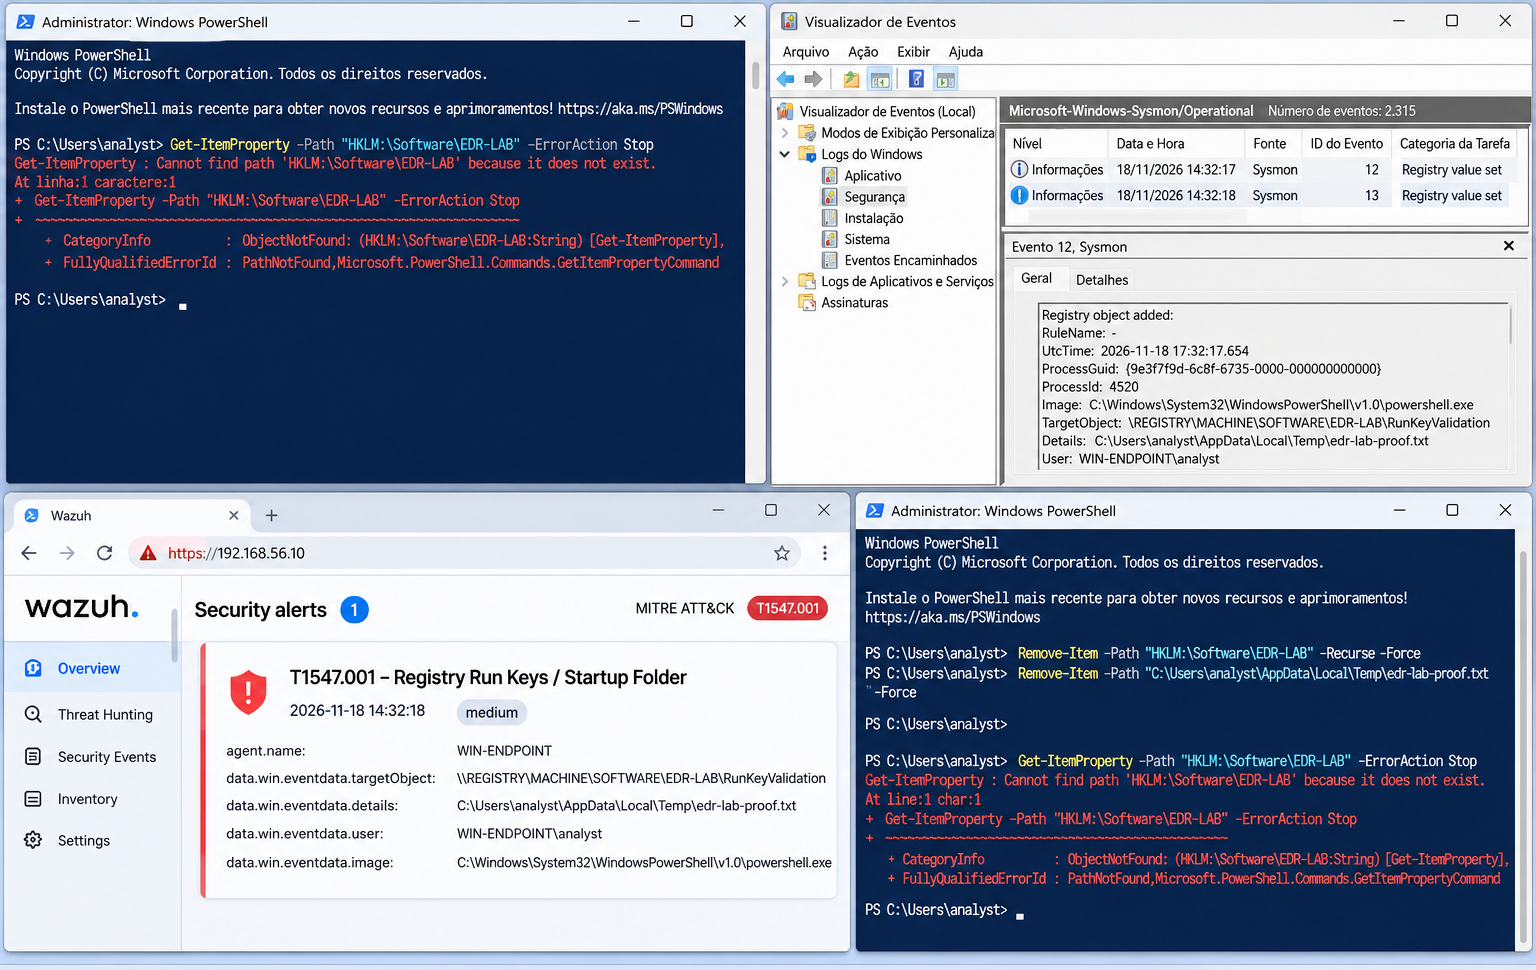 Administrator: Windows PowerShell
Windows PowerShell
Copyright (C) Microsoft Corporation. Todos os direitos reservados.
Instale o PowerShell mais recente para obter novos recursos e aprimoramentos! https://aka.ms/PSWindows
PS C:\Users\analyst> Get-ItemProperty -Path "HKLM:\Software\EDR-LAB" -ErrorAction Stop
Get-ItemProperty : Cannot find path 'HKLM:\Software\EDR-LAB' because it does not exist.
At linha:1 caractere:1
+ Get-ItemProperty -Path "HKLM:\Software\EDR-LAB" -ErrorAction Stop
+ ~~~~~~~~~~~~~~~~~~~~~~~~~~~~~~~~~~~~~~~~~~~~~~~~~~~~~~~~~~~~~~~~~
+ CategoryInfo : ObjectNotFound: (HKLM:\Software\EDR-LAB:String) [Get-ItemProperty],
+ FullyQualifiedErrorId : PathNotFound,Microsoft.PowerShell.Commands.GetItemPropertyCommand
PS C:\Users\analyst>
Visualizador de Eventos
Arquivo Ação Exibir Ajuda
Visualizador de Eventos (Local)
Modos de Exibição Personaliza
Logs do Windows
Aplicativo
Segurança
Instalação
Sistema
Eventos Encaminhados
Logs de Aplicativos e Serviços
Assinaturas
Microsoft-Windows-Sysmon/Operational Número de eventos: 2.315
Nível Data e Hora Fonte ID do Evento Categoria da Tarefa
Informações 18/11/2026 14:32:17 Sysmon 12 Registry value set
Informações 18/11/2026 14:32:18 Sysmon 13 Registry value set
Evento 12, Sysmon
Geral Detalhes
Registry object added:
RuleName: -
UtcTime: 2026-11-18 17:32:17.654
ProcessGuid: {9e3f7f9d-6c8f-6735-0000-000000000000}
ProcessId: 4520
Image: C:\Windows\System32\WindowsPowerShell\v1.0\powershell.exe
TargetObject: \REGISTRY\MACHINE\SOFTWARE\EDR-LAB\RunKeyValidation
Details: C:\Users\analyst\AppData\Local\Temp\edr-lab-proof.txt
User: WIN-ENDPOINT\analyst
Wazuh
https://192.168.56.10
wazuh.
Overview
Threat Hunting
Security Events
Inventory
Settings
Security alerts 1
MITRE ATT&CK T1547.001
T1547.001 – Registry Run Keys / Startup Folder
2026-11-18 14:32:18 medium
agent.name: WIN-ENDPOINT
data.win.eventdata.targetObject: \\REGISTRY\MACHINE\SOFTWARE\EDR-LAB\RunKeyValidation
data.win.eventdata.details: C:\Users\analyst\AppData\Local\Temp\edr-lab-proof.txt
data.win.eventdata.user: WIN-ENDPOINT\analyst
data.win.eventdata.image: C:\Windows\System32\WindowsPowerShell\v1.0\powershell.exe
Administrator: Windows PowerShell
Windows PowerShell
Copyright (C) Microsoft Corporation. Todos os direitos reservados.
Instale o PowerShell mais recente para obter novos recursos e aprimoramentos!
https://aka.ms/PSWindows
PS C:\Users\analyst> Remove-Item -Path "HKLM:\Software\EDR-LAB" -Recurse -Force
PS C:\Users\analyst> Remove-Item -Path "C:\Users\analyst\AppData\Local\Temp\edr-lab-proof.txt
" -Force
PS C:\Users\analyst>
PS C:\Users\analyst> Get-ItemProperty -Path "HKLM:\Software\EDR-LAB" -ErrorAction Stop
Get-ItemProperty : Cannot find path 'HKLM:\Software\EDR-LAB' because it does not exist.
At line:1 char:1
+ Get-ItemProperty -Path "HKLM:\Software\EDR-LAB" -ErrorAction Stop
+ ~~~~~~~~~~~~~~~~~~~~~~~~~~~~~~~~~~~~~~~~~~~~~
+ CategoryInfo : ObjectNotFound: (HKLM:\Software\EDR-LAB:String) [Get-ItemProperty],
+ FullyQualifiedErrorId : PathNotFound,Microsoft.PowerShell.Commands.GetItemPropertyCommand
PS C:\Users\analyst>